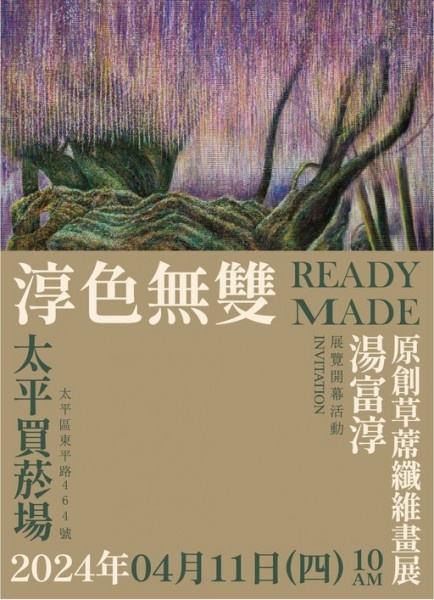 淳色無雙
READY
MADE
原創草蓆纖維畫展
湯富淳
展覽開幕活動
INVITATION
太平買菸場
太平區東平路464號
2024年04月11日(四) 10 AM